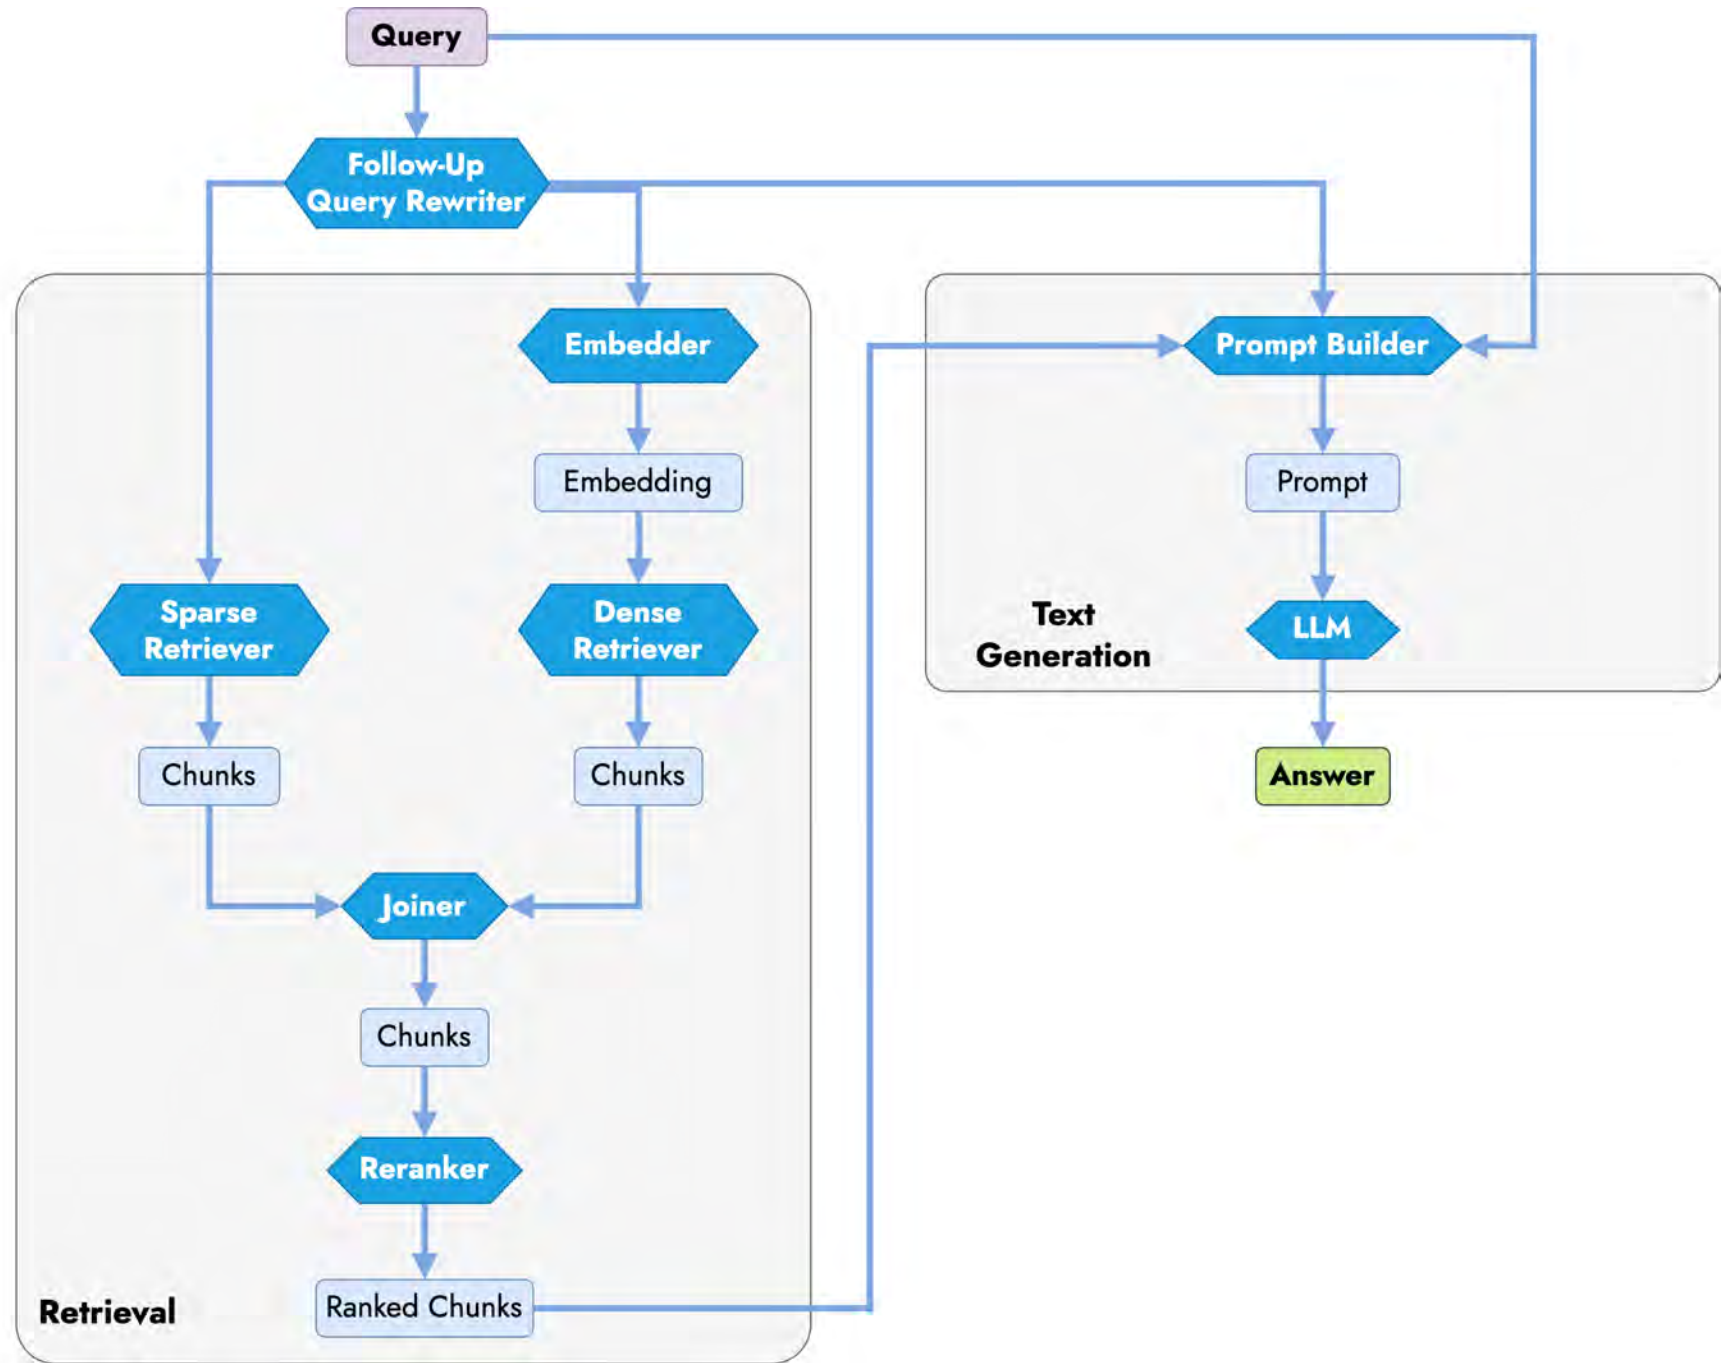 Query
Follow-Up
Query Rewriter
Embedder
Prompt Builder
Embedding
Prompt
Sparse
Retriever
Dense
Retriever
Text
Generation
LLM
Chunks
Chunks
Answer
Joiner
Chunks
Reranker
Ranked Chunks
Retrieval